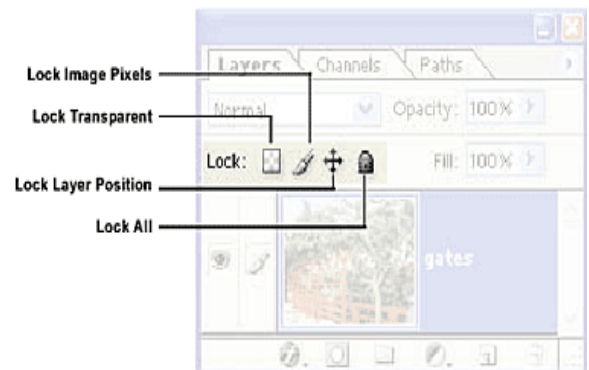 Layers Channels Paths
Lock Image Pixels
Normal Opacity: 100%
Lock Transparent
Lock: Fill: 100%
Lock Layer Position
Lock All
gates